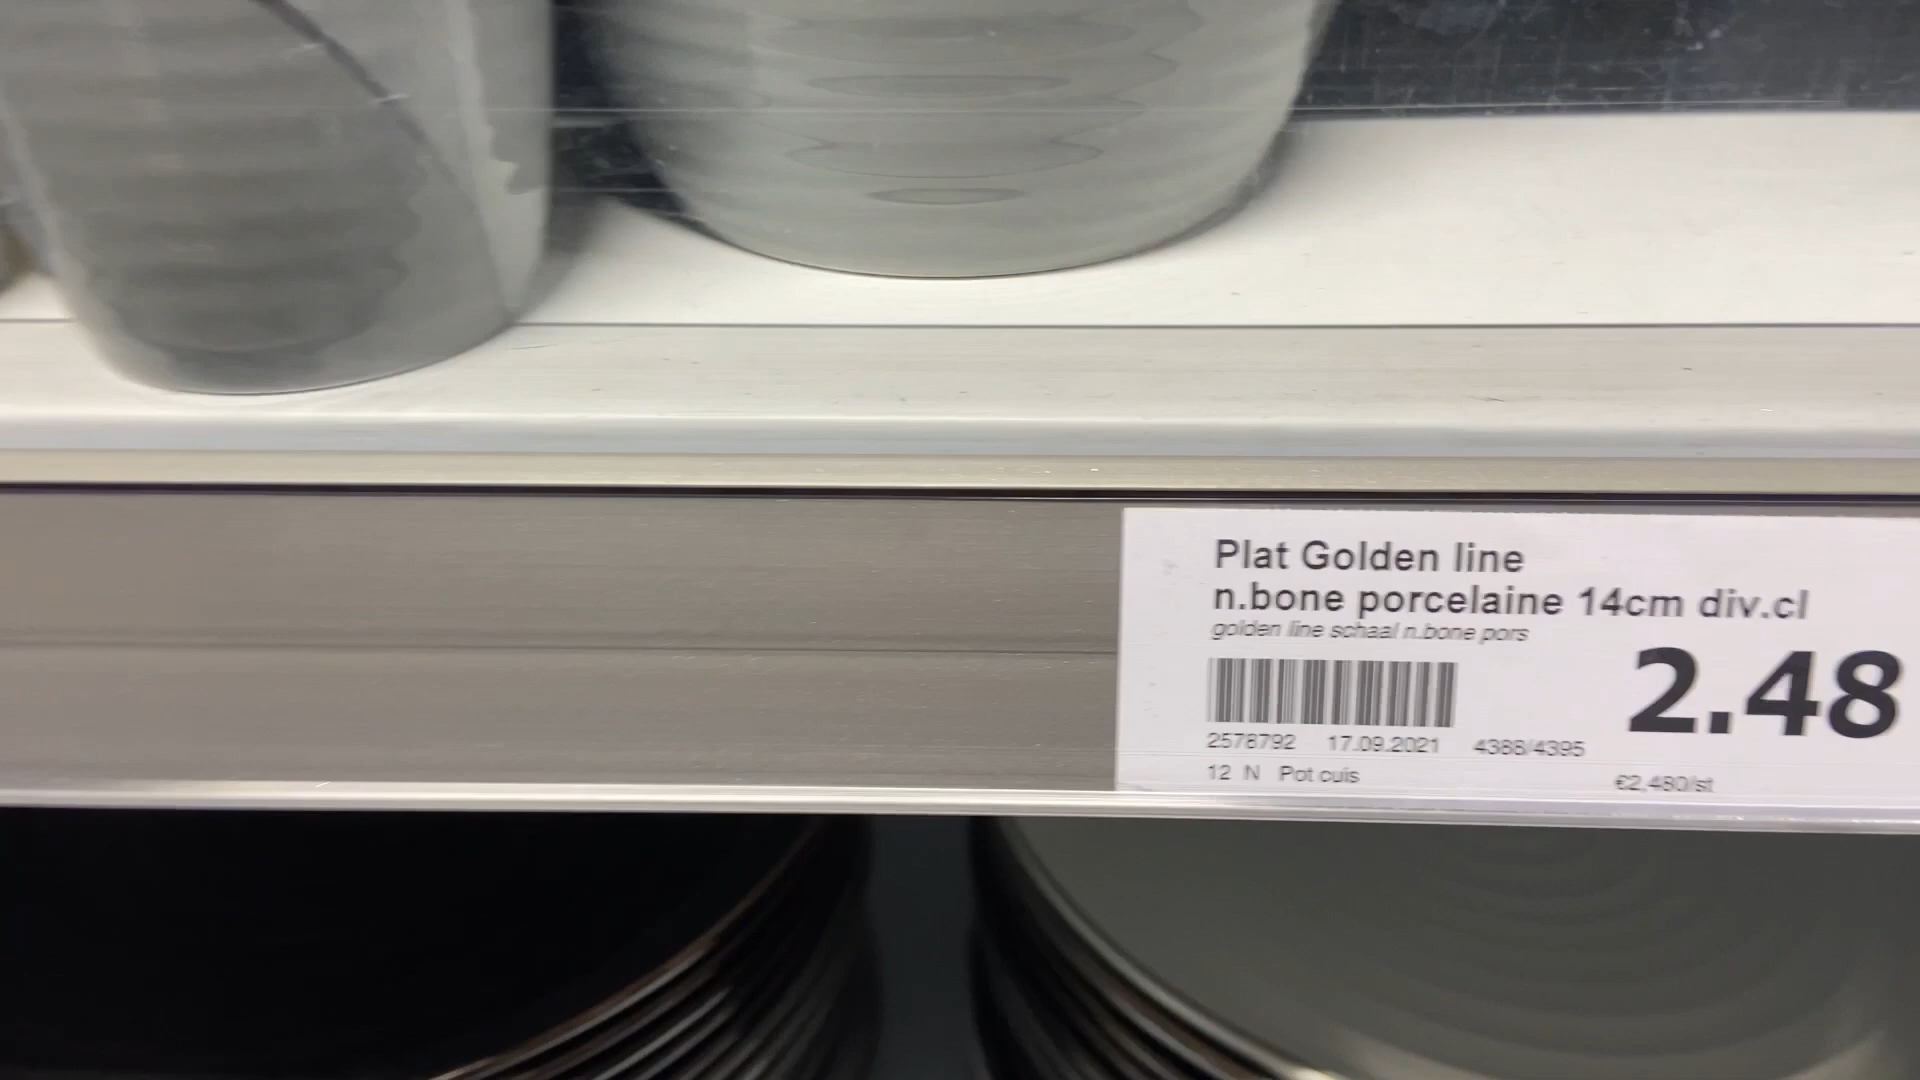 Plat Golden line
n.bone porcelaine 14cm div.cl
golden line schaal n.bone pors
2.48
2578792 17.09.2021 4388/4395
12 N Pot cuis €2,480/st